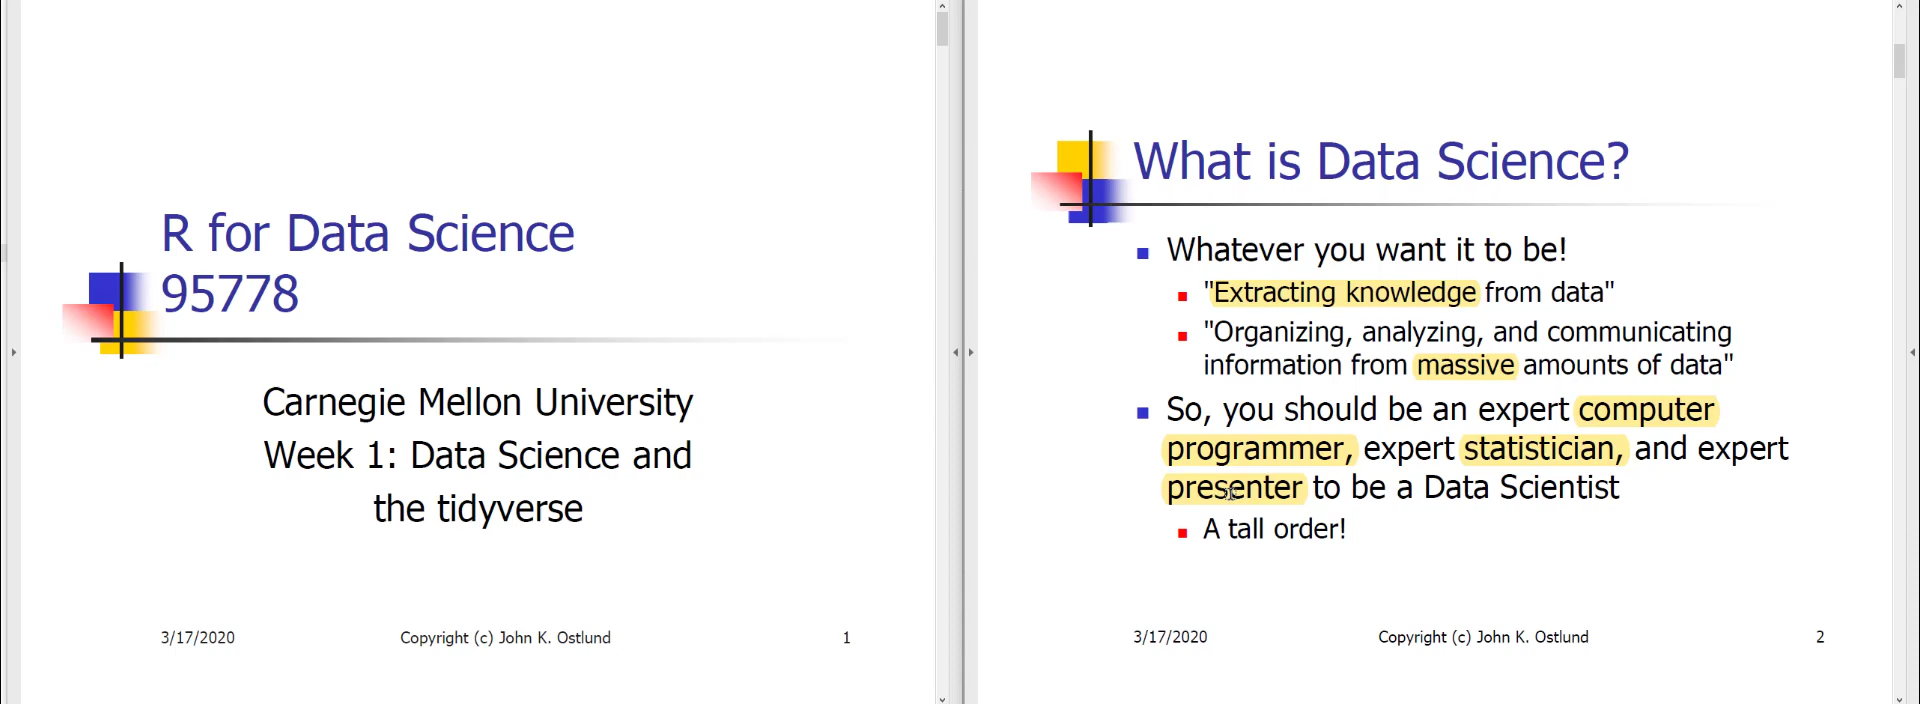 R for Data Science
95778
Carnegie Mellon University
Week 1: Data Science and
the tidyverse
3/17/2020 Copyright (c) John K. Ostlund 1
What is Data Science?
Whatever you want it to be!
"Extracting knowledge from data"
"Organizing, analyzing, and communicating
information from massive amounts of data"
So, you should be an expert computer
programmer, expert statistician, and expert
presenter to be a Data Scientist
A tall order!
3/17/2020 Copyright (c) John K. Ostlund 2